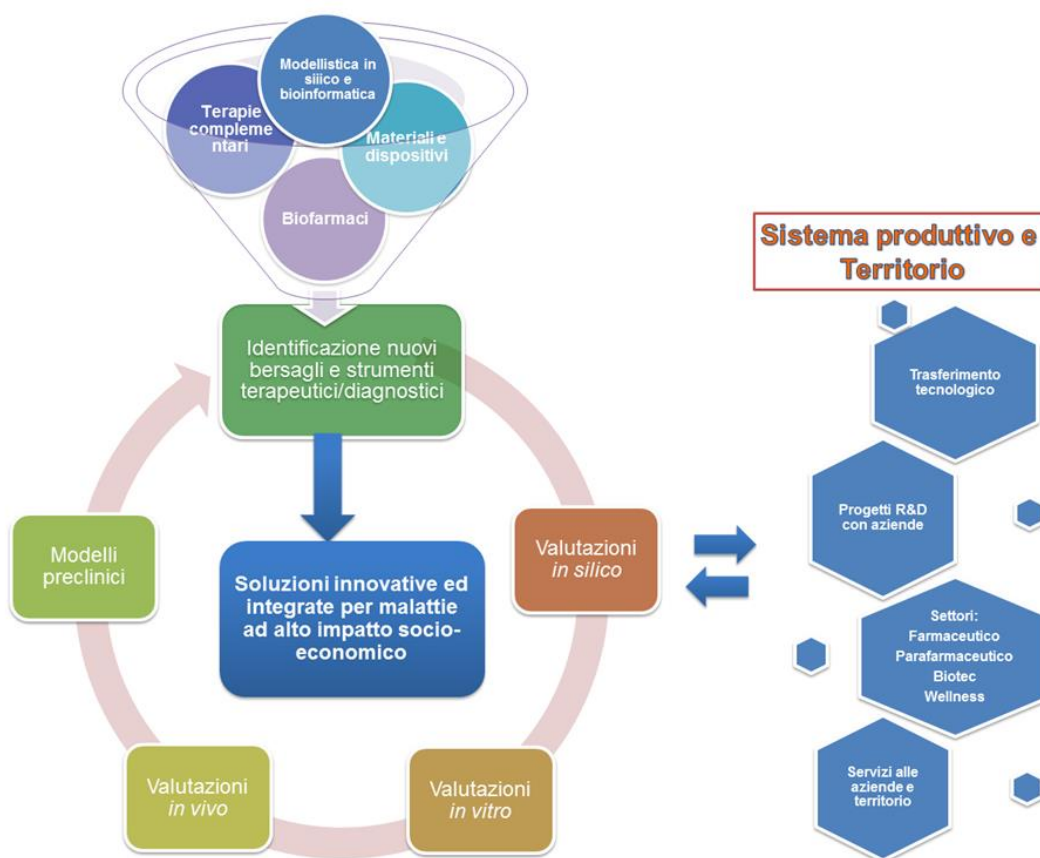 Modellistica in
siiico e
bioinformatica
Terapie
compleme
ntari
Materiali e
dispositivi
Biofarmaci
Identificazione nuovi
bersagli e strumenti
terapeutici/diagnostici
Modelli
preclinici
Soluzioni innovative ed
integrate per malattie
ad alto impatto socio-
economico
Valutazioni
in silico
Valutazioni
in vivo
Valutazioni
in vitro
Sistema produttivo e
Territorio
Trasferimento
tecnologico
Progetti R&D
con aziende
Settori:
Farmaceutico
Parafarmaceutico
Biotec
Wellness
Servizi alle
aziende e
territorio